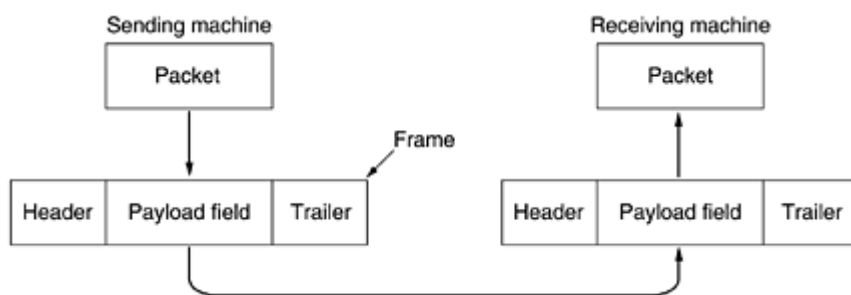 Sending machine
Receiving machine
Packet
Packet
Frame
Header Payload field Trailer
Header Payload field Trailer